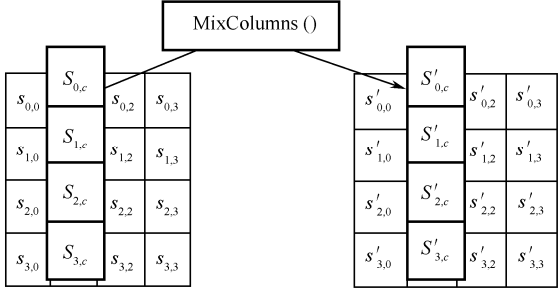 MixColumns ()
S0,c S′0,c
s0,0 s0,2 s0,3 s′0,0 s′0,2 s′0,3
S1,c S′1,c
s1,0 s1,2 s1,3 s′1,0 s′1,2 s′1,3
S2,c S′2,c
s2,0 s2,2 s2,3 s′2,0 s′2,2 s′2,3
S3,c S′3,c
s3,0 s3,2 s3,3 s′3,0 s′3,2 s′3,3